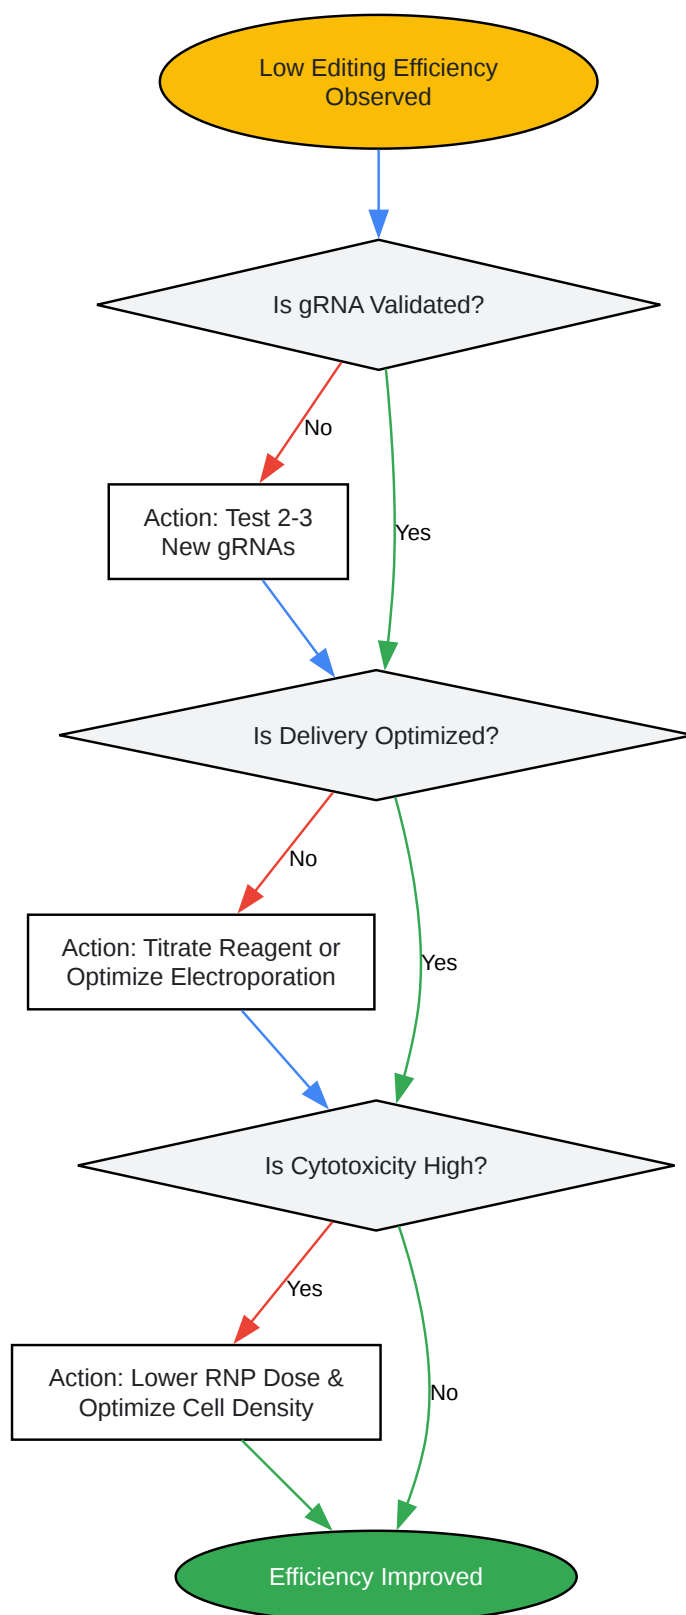 Low Editing Efficiency
Observed
Is gRNA Validated?
No
Action: Test 2-3
New gRNAs
Yes
Is Delivery Optimized?
No
Action: Titrate Reagent or
Optimize Electroporation
Yes
Is Cytotoxicity High?
Yes
Action: Lower RNP Dose &
Optimize Cell Density
No
Efficiency Improved